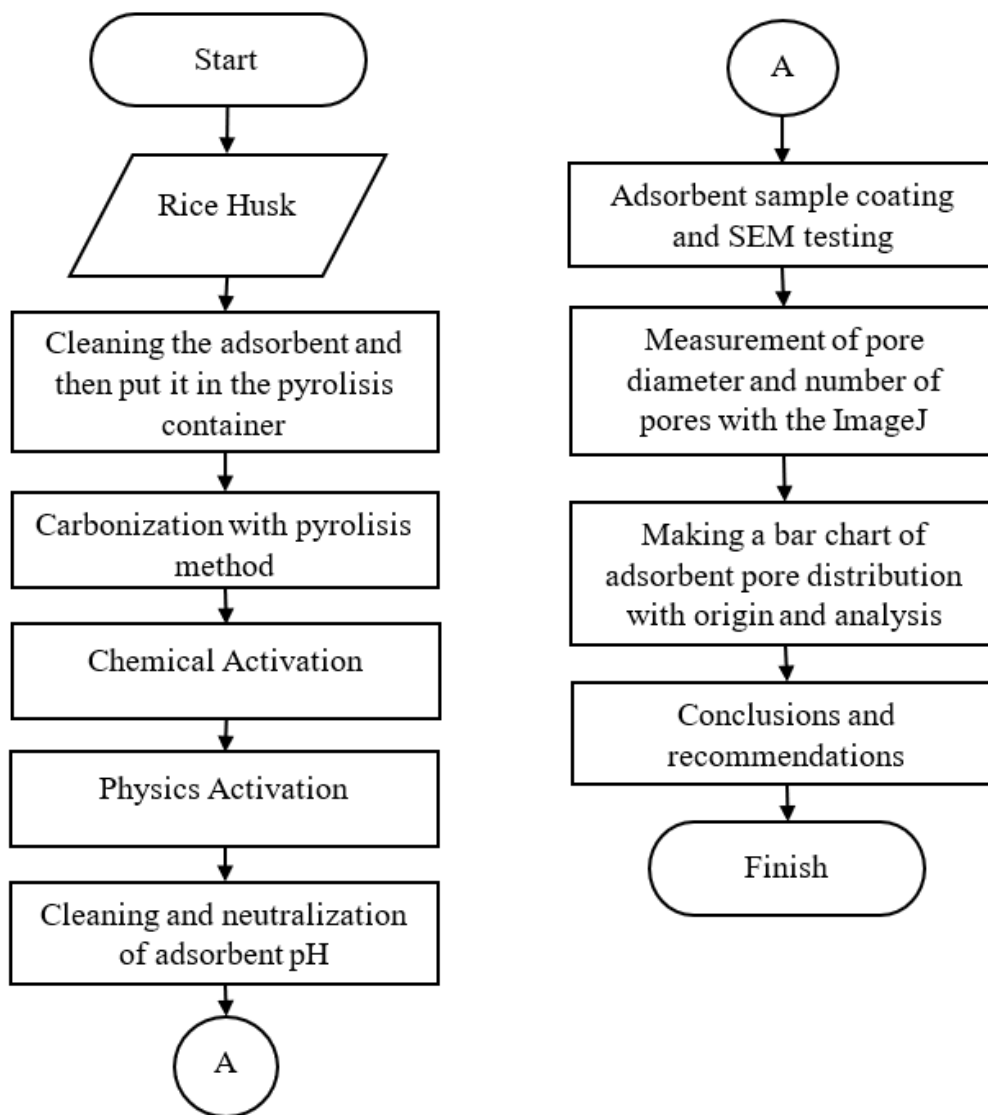 Start
Rice Husk
Cleaning the adsorbent and
then put it in the pyrolisis
container
Carbonization with pyrolisis
method
Chemical Activation
Physics Activation
Cleaning and neutralization
of adsorbent pH
A
A
Adsorbent sample coating
and SEM testing
Measurement of pore
diameter and number of
pores with the ImageJ
Making a bar chart of
adsorbent pore distribution
with origin and analysis
Conclusions and
recommendations
Finish